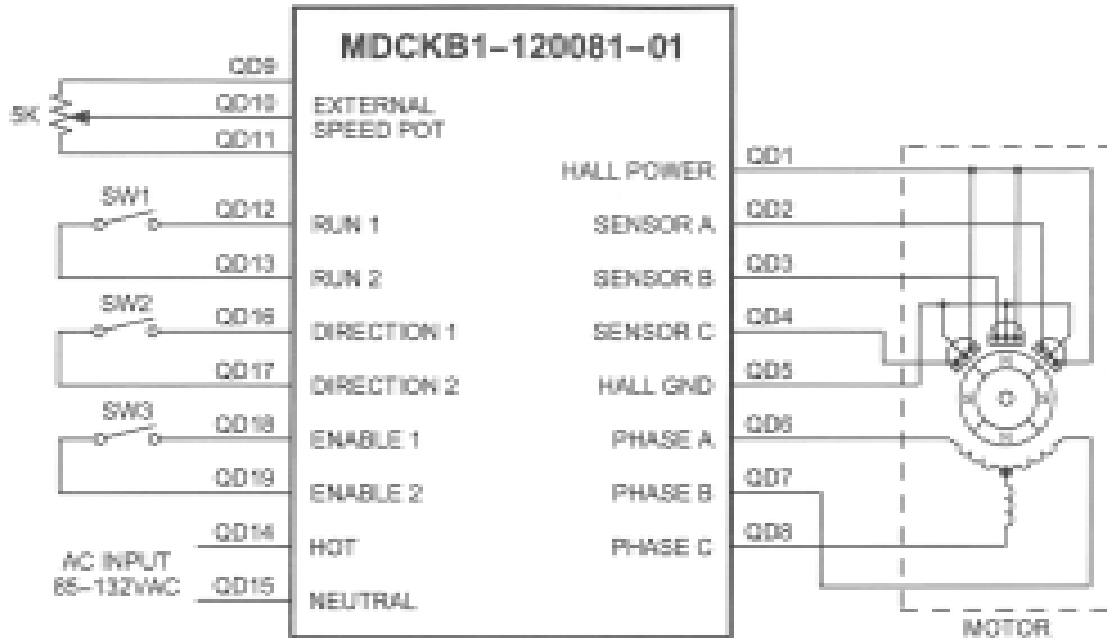 MDCKB1-120081-01
QD9
QD10
QD11
5K
EXTERNAL
SPEED POT
SW1
QD12
RUN 1
QD13
RUN 2
SW2
QD16
DIRECTION 1
QD17
DIRECTION 2
SW3
QD18
ENABLE 1
QD19
ENABLE 2
QD14
HOT
AC INPUT
85-132VAC
QD15
NEUTRAL
HALL POWER
QD1
SENSOR A
QD2
SENSOR B
QD3
SENSOR C
QD4
HALL GND
QD5
PHASE A
QD6
PHASE B
QD7
PHASE C
QD8
MOTOR